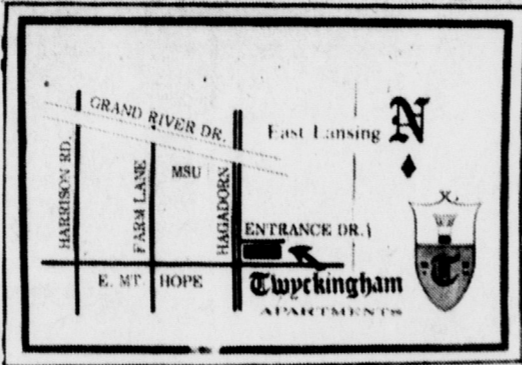 GRAND RIVER DR.
East Lansing
N
HARRISON RD.
FARM LANE
MSU
HAGADORN
ENTRANCE DR.
E. MT. HOPE
Twyckingham
APARTMENTS
T